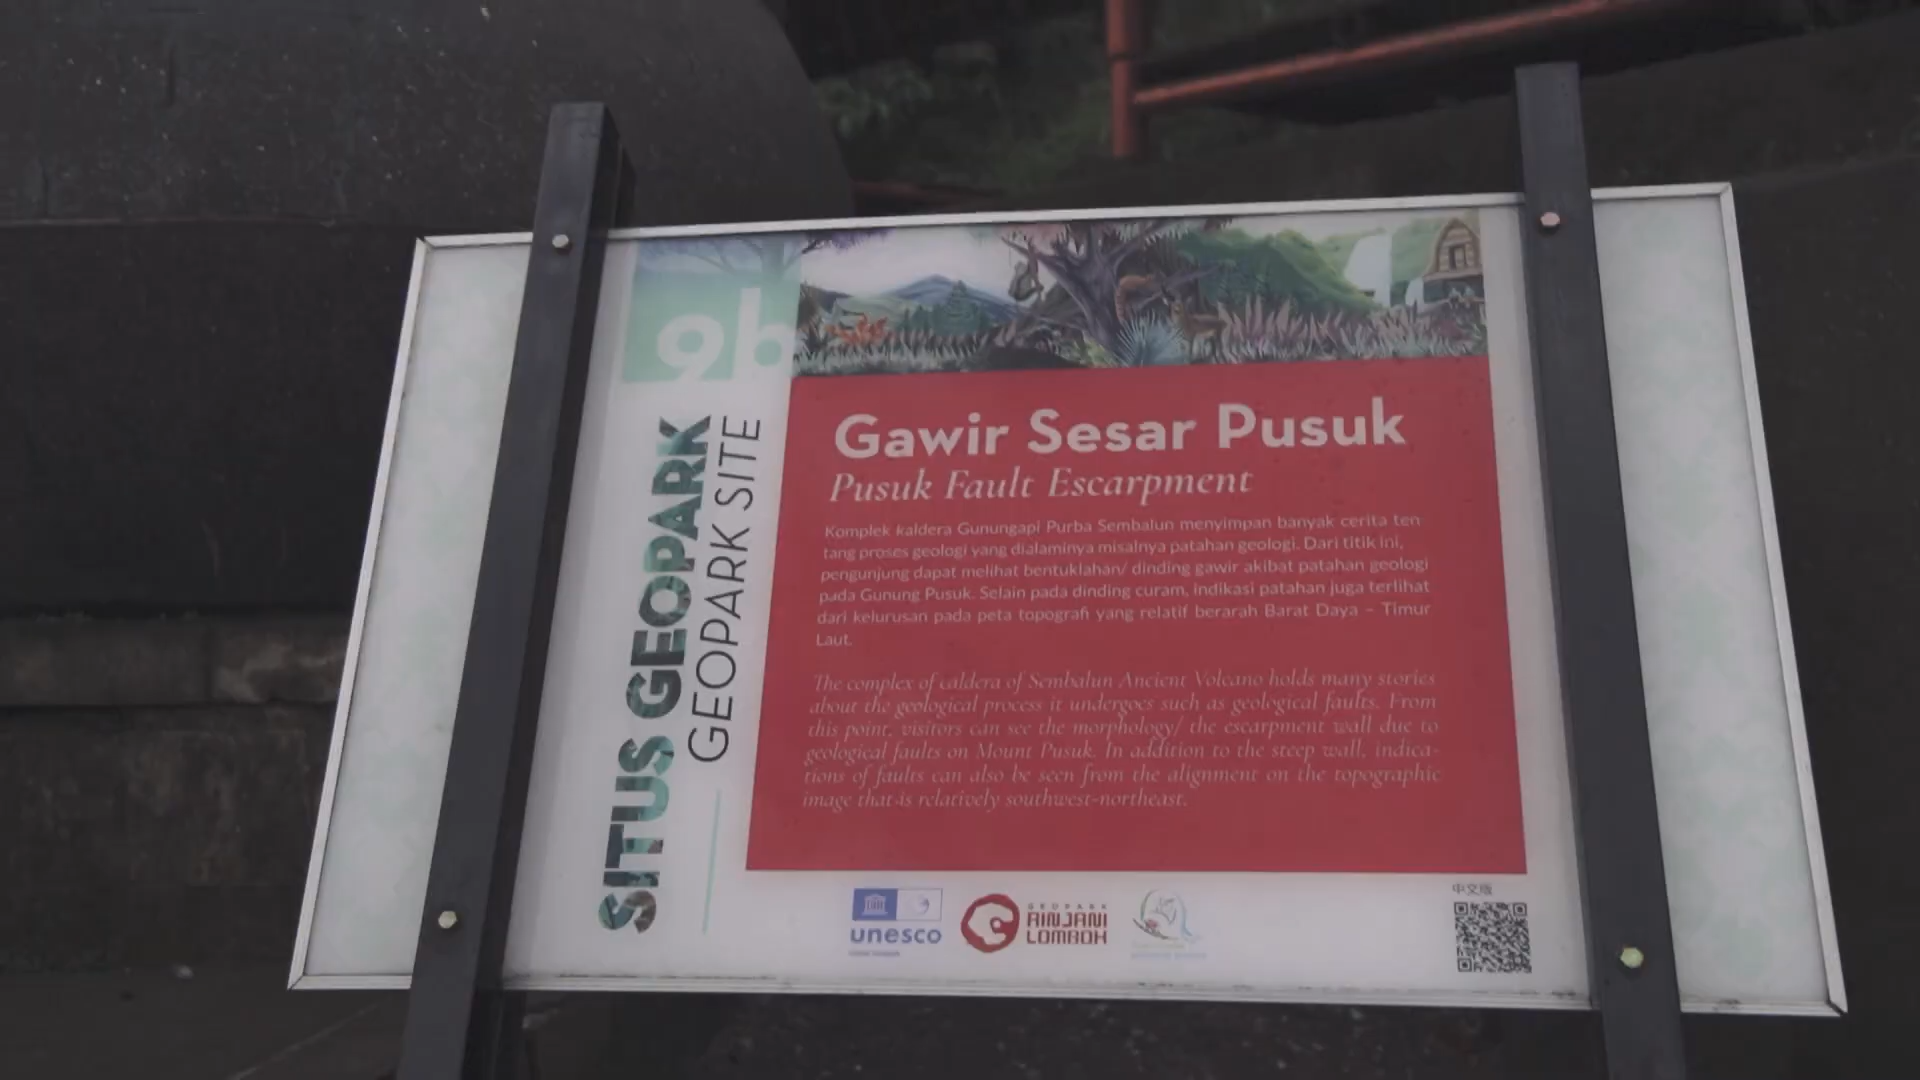 9b
SITUS GEOPARK
GEOPARK SITE
Gawir Sesar Pusuk
Pusuk Fault Escarpment
Komplek kaldera Gunungapi Purba Sembalun menyimpan banyak cerita ten-
tang proses geologi yang dialaminya misalnya patahan geologi. Dari titik ini,
pengunjung dapat melihat bentuklahan/ dinding gawir akibat patahan geologi
pada Gunung Pusuk. Selain pada dinding curam, indikasi patahan juga terlihat
dari kelurusan pada peta topografi yang relatif berarah Barat Daya – Timur
Laut.
The complex of caldera of Sembalun Ancient Volcano holds many stories
about the geological process it undergoes such as geological faults. From
this point, visitors can see the morphology/ the escarpment wall due to
geological faults on Mount Pusuk. In addition to the steep wall, indica-
tions of faults can also be seen from the alignment on the topographic
image that is relatively southwest-northeast.
unesco
GEOPARK
RINJANI
LOMBOK
中文版